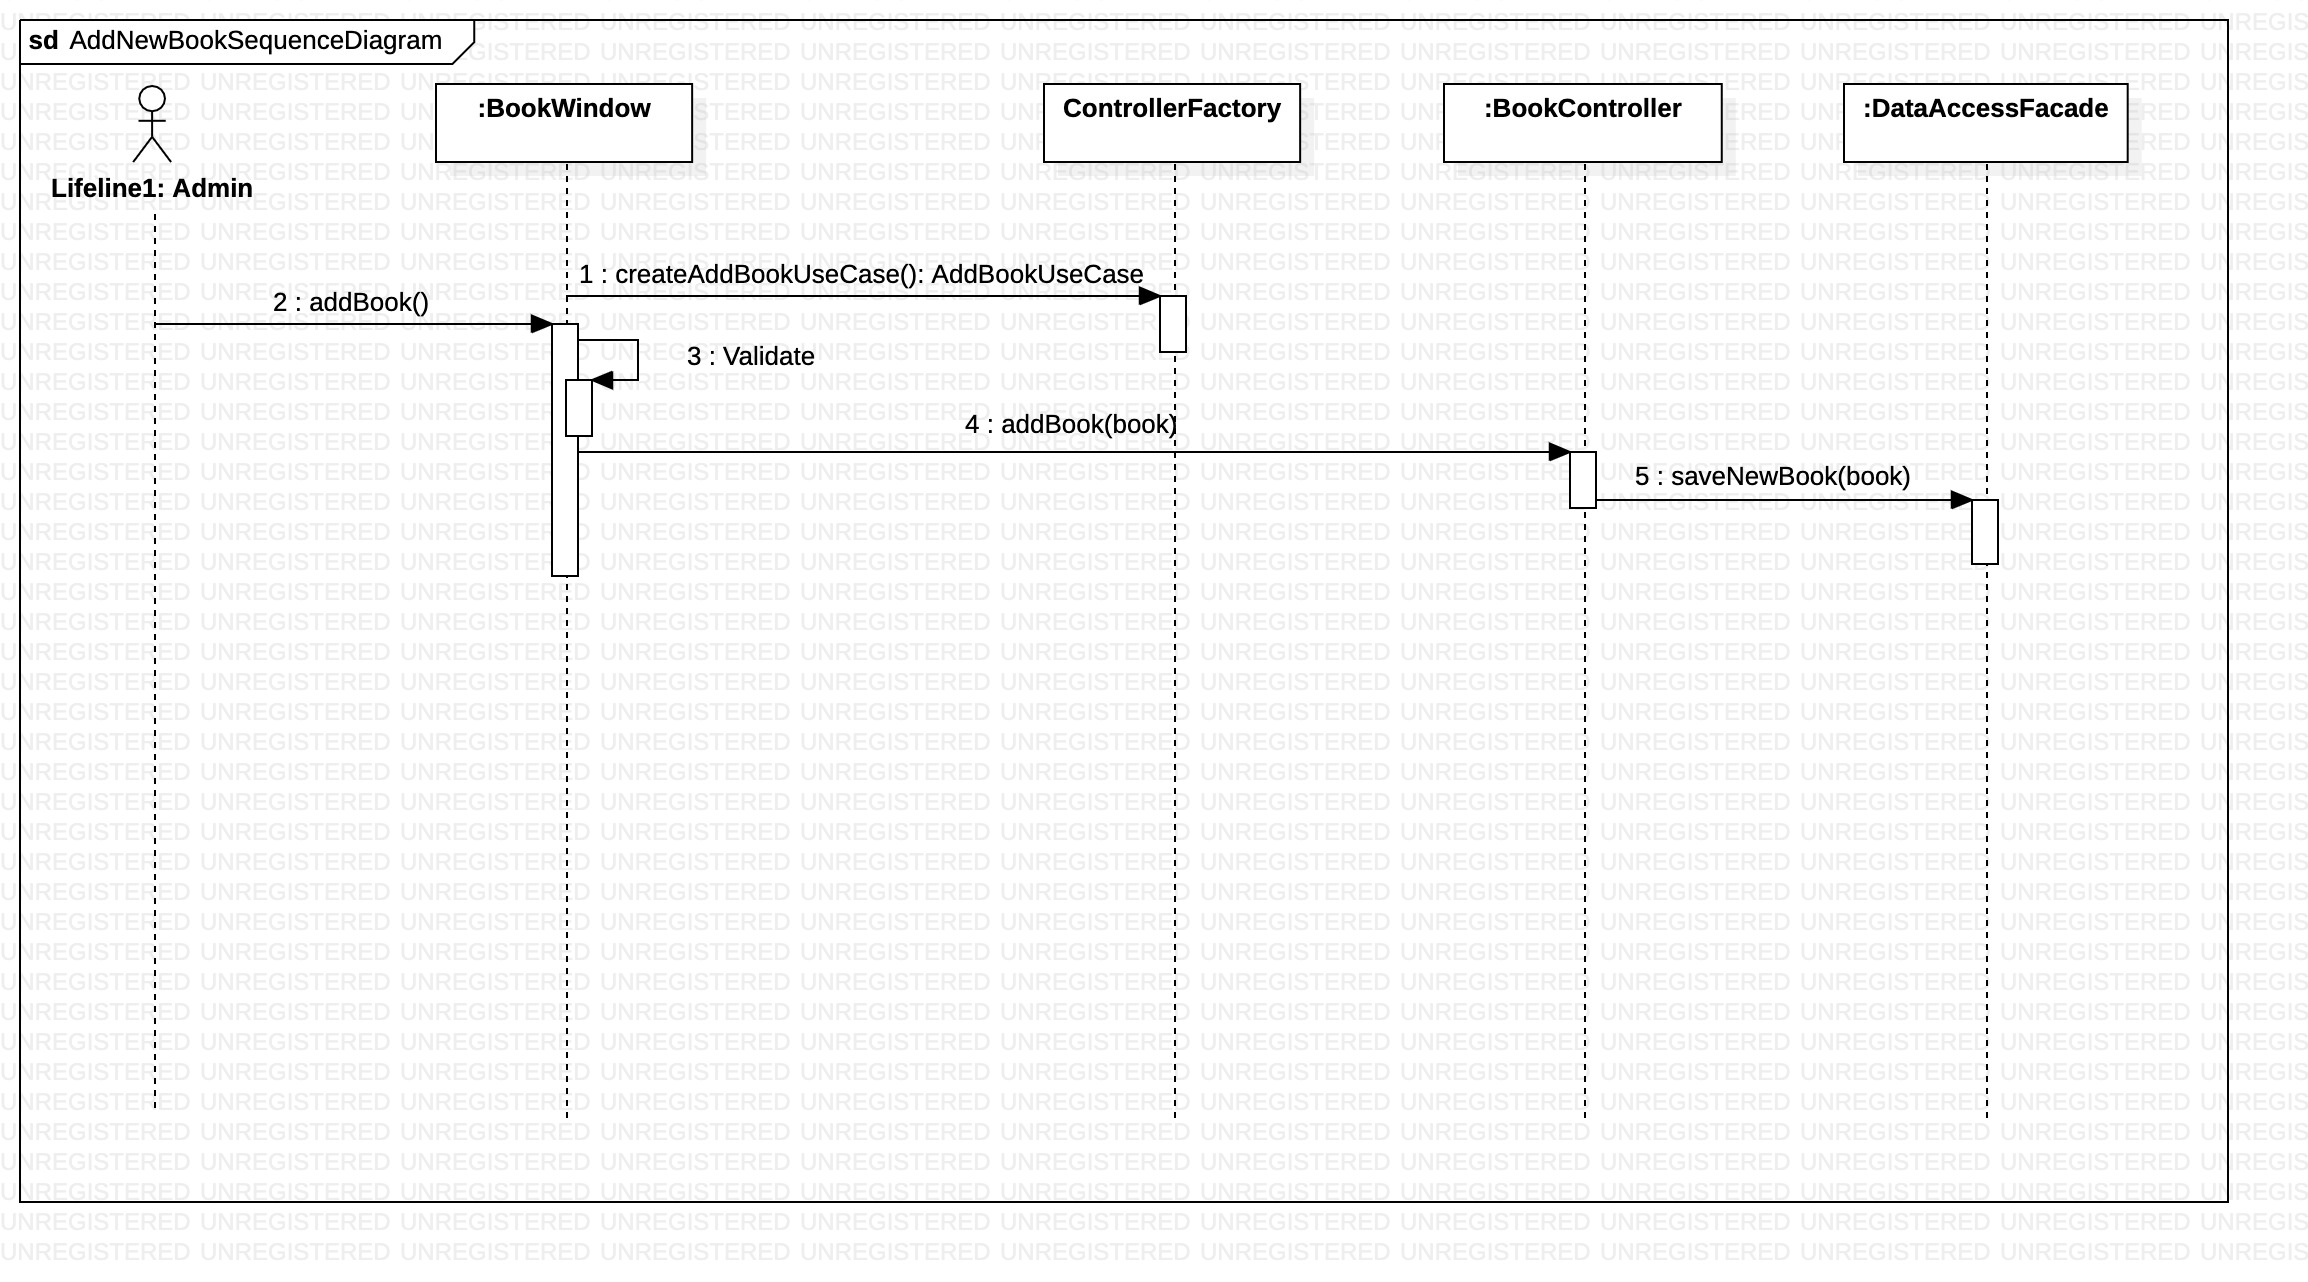 sd AddNewBookSequenceDiagram
:BookWindow
ControllerFactory
:BookController
:DataAccessFacade
Lifeline1: Admin
1 : createAddBookUseCase(): AddBookUseCase
2 : addBook()
3 : Validate
4 : addBook(book)
5 : saveNewBook(book)
UNREGISTERED